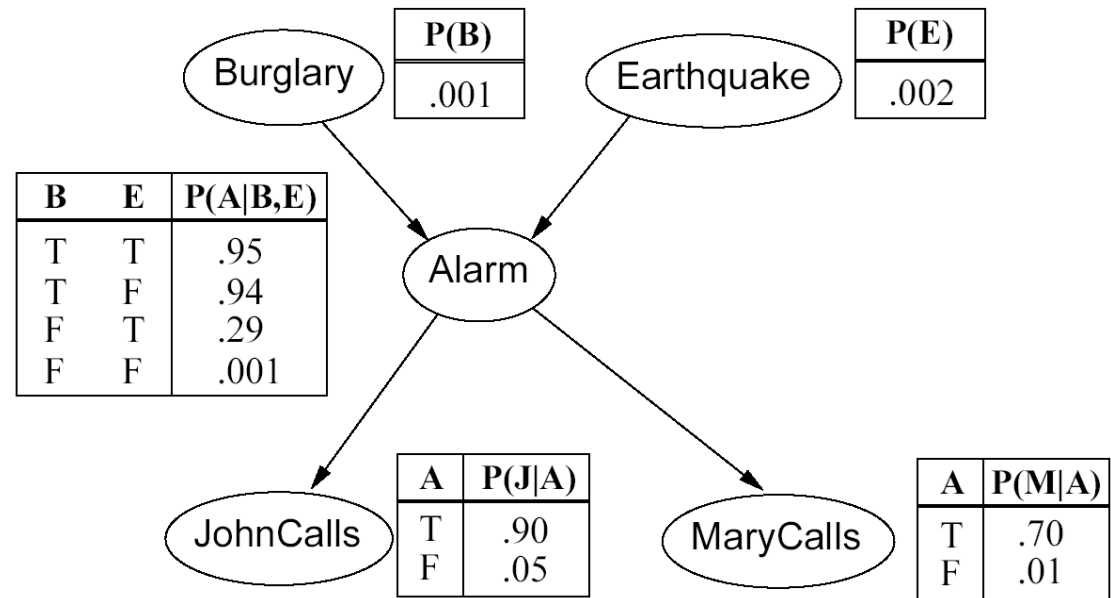 Burglary
P(B)
.001
Earthquake
P(E)
.002
B E P(A|B,E)
T T .95
T F .94
F T .29
F F .001
Alarm
JohnCalls
A P(J|A)
T .90
F .05
MaryCalls
A P(M|A)
T .70
F .01